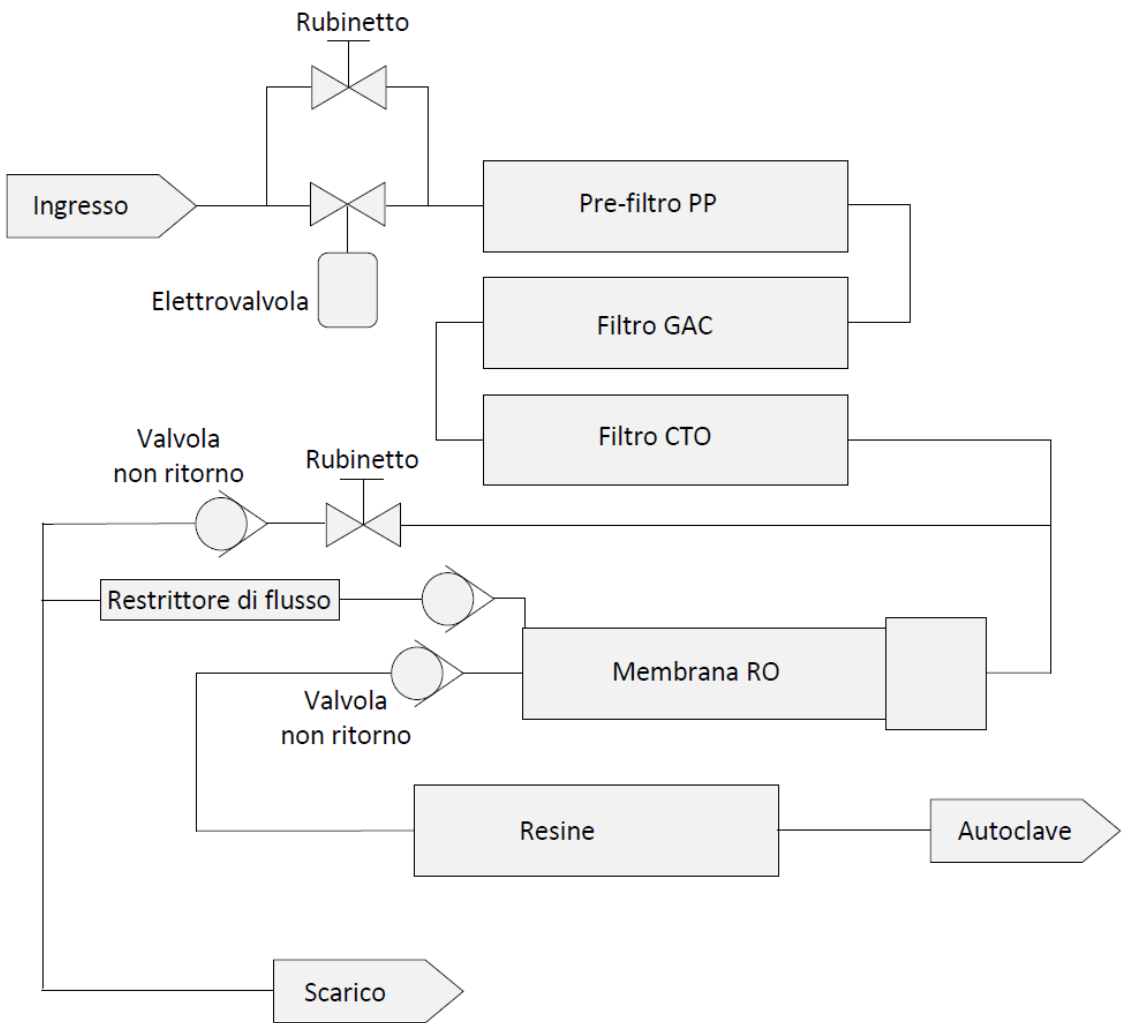 Rubinetto
Ingresso
Pre-filtro PP
Elettrovalvola
Filtro GAC
Filtro CTO
Valvola
non ritorno
Rubinetto
Restrittore di flusso
Membrana RO
Valvola
non ritorno
Resine
Autoclave
Scarico